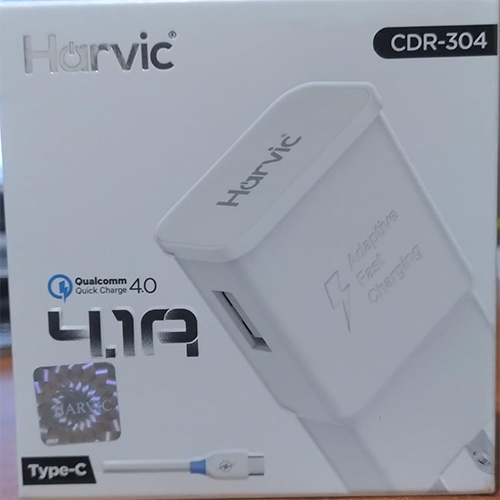 Harvic®
CDR-304
Harvic®
Adaptive
Fast
Charging
Qualcomm
Quick Charge 4.0
4.1A
HARVIC
Type-C